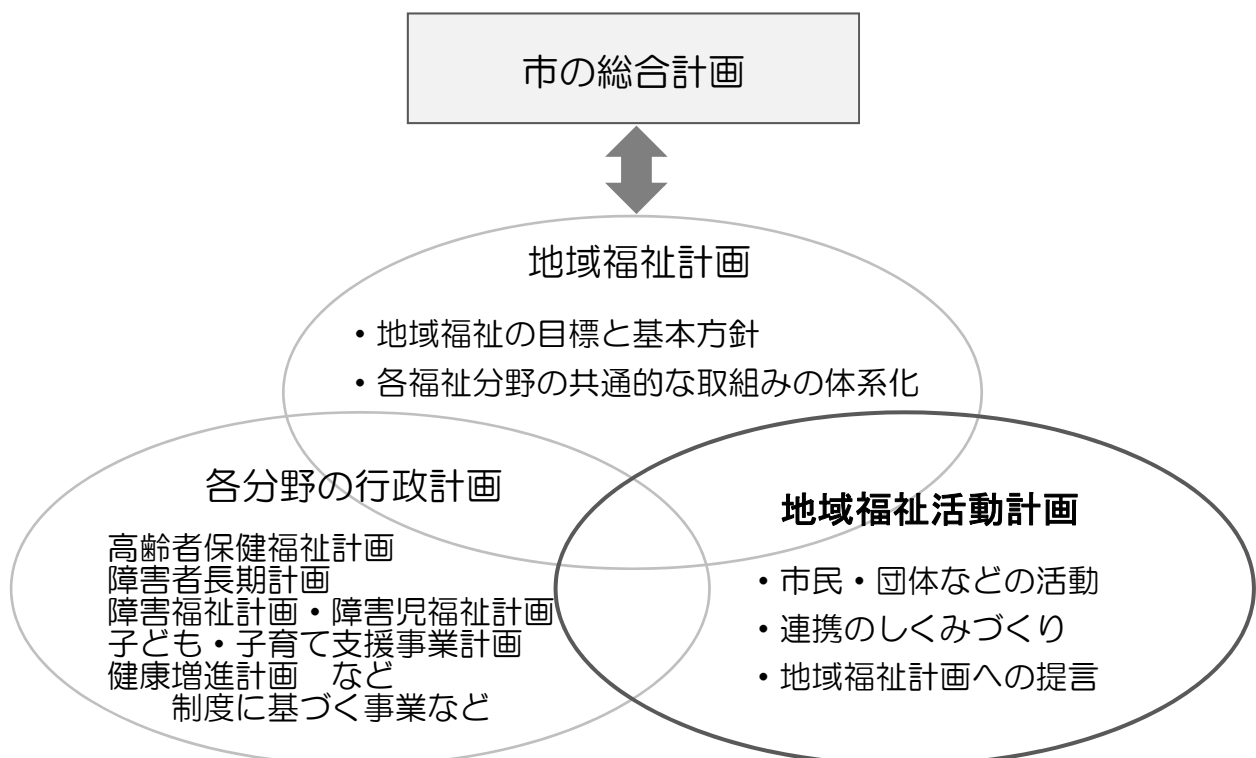 市の総合計画
地域福祉計画
・地域福祉の目標と基本方針
・各福祉分野の共通的な取組みの体系化
各分野の行政計画
高齢者保健福祉計画
障害者長期計画
障害福祉計画・障害児福祉計画
子ども・子育て支援事業計画
健康増進計画　など
制度に基づく事業など
地域福祉活動計画
・市民・団体などの活動
・連携のしくみづくり
・地域福祉計画への提言